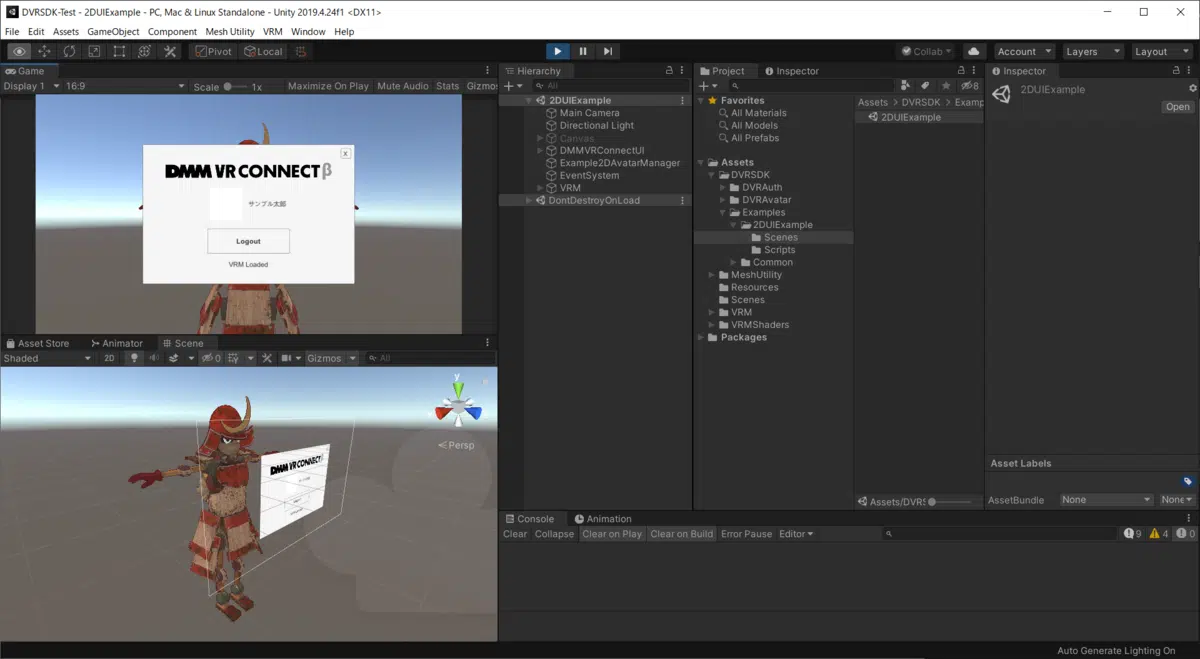 DVRSDK-Test - 2DUIExample - PC, Mac & Linux Standalone - Unity 2019.4.24f1 <DX11>
File Edit Assets GameObject Component Mesh Utility VRM Window Help
Pivot Local Collab Account Layers Layout
Game
Display 1 16:9 Scale 1x Maximize On Play Mute Audio Stats Gizmos
x
DMM VR CONNECT β
サンプル太郎
Logout
VRM Loaded
Asset Store Animator Scene
Shaded 2D 0 Gizmos All
y
Persp
DMM VR CONNECT β
Hierarchy
All
2DUIExample
Main Camera
Directional Light
Canvas
DMMVRConnectUI
Example2DAvatarManager
EventSystem
VRM
DontDestroyOnLoad
Project Inspector
8
Favorites
All Materials
All Models
All Prefabs
Assets
DVRSDK
DVRAuth
DVRAvatar
Examples
2DUIExample
Scenes
Scripts
Common
MeshUtility
Resources
Scenes
VRM
VRMShaders
Packages
Assets > DVRSDK > Examp
2DUIExample
Assets/DVRS
Inspector
2DUIExample
Open
Asset Labels
AssetBundle None None
Console Animation
Clear Collapse Clear on Play Clear on Build Error Pause Editor 9 4 0
Auto Generate Lighting On